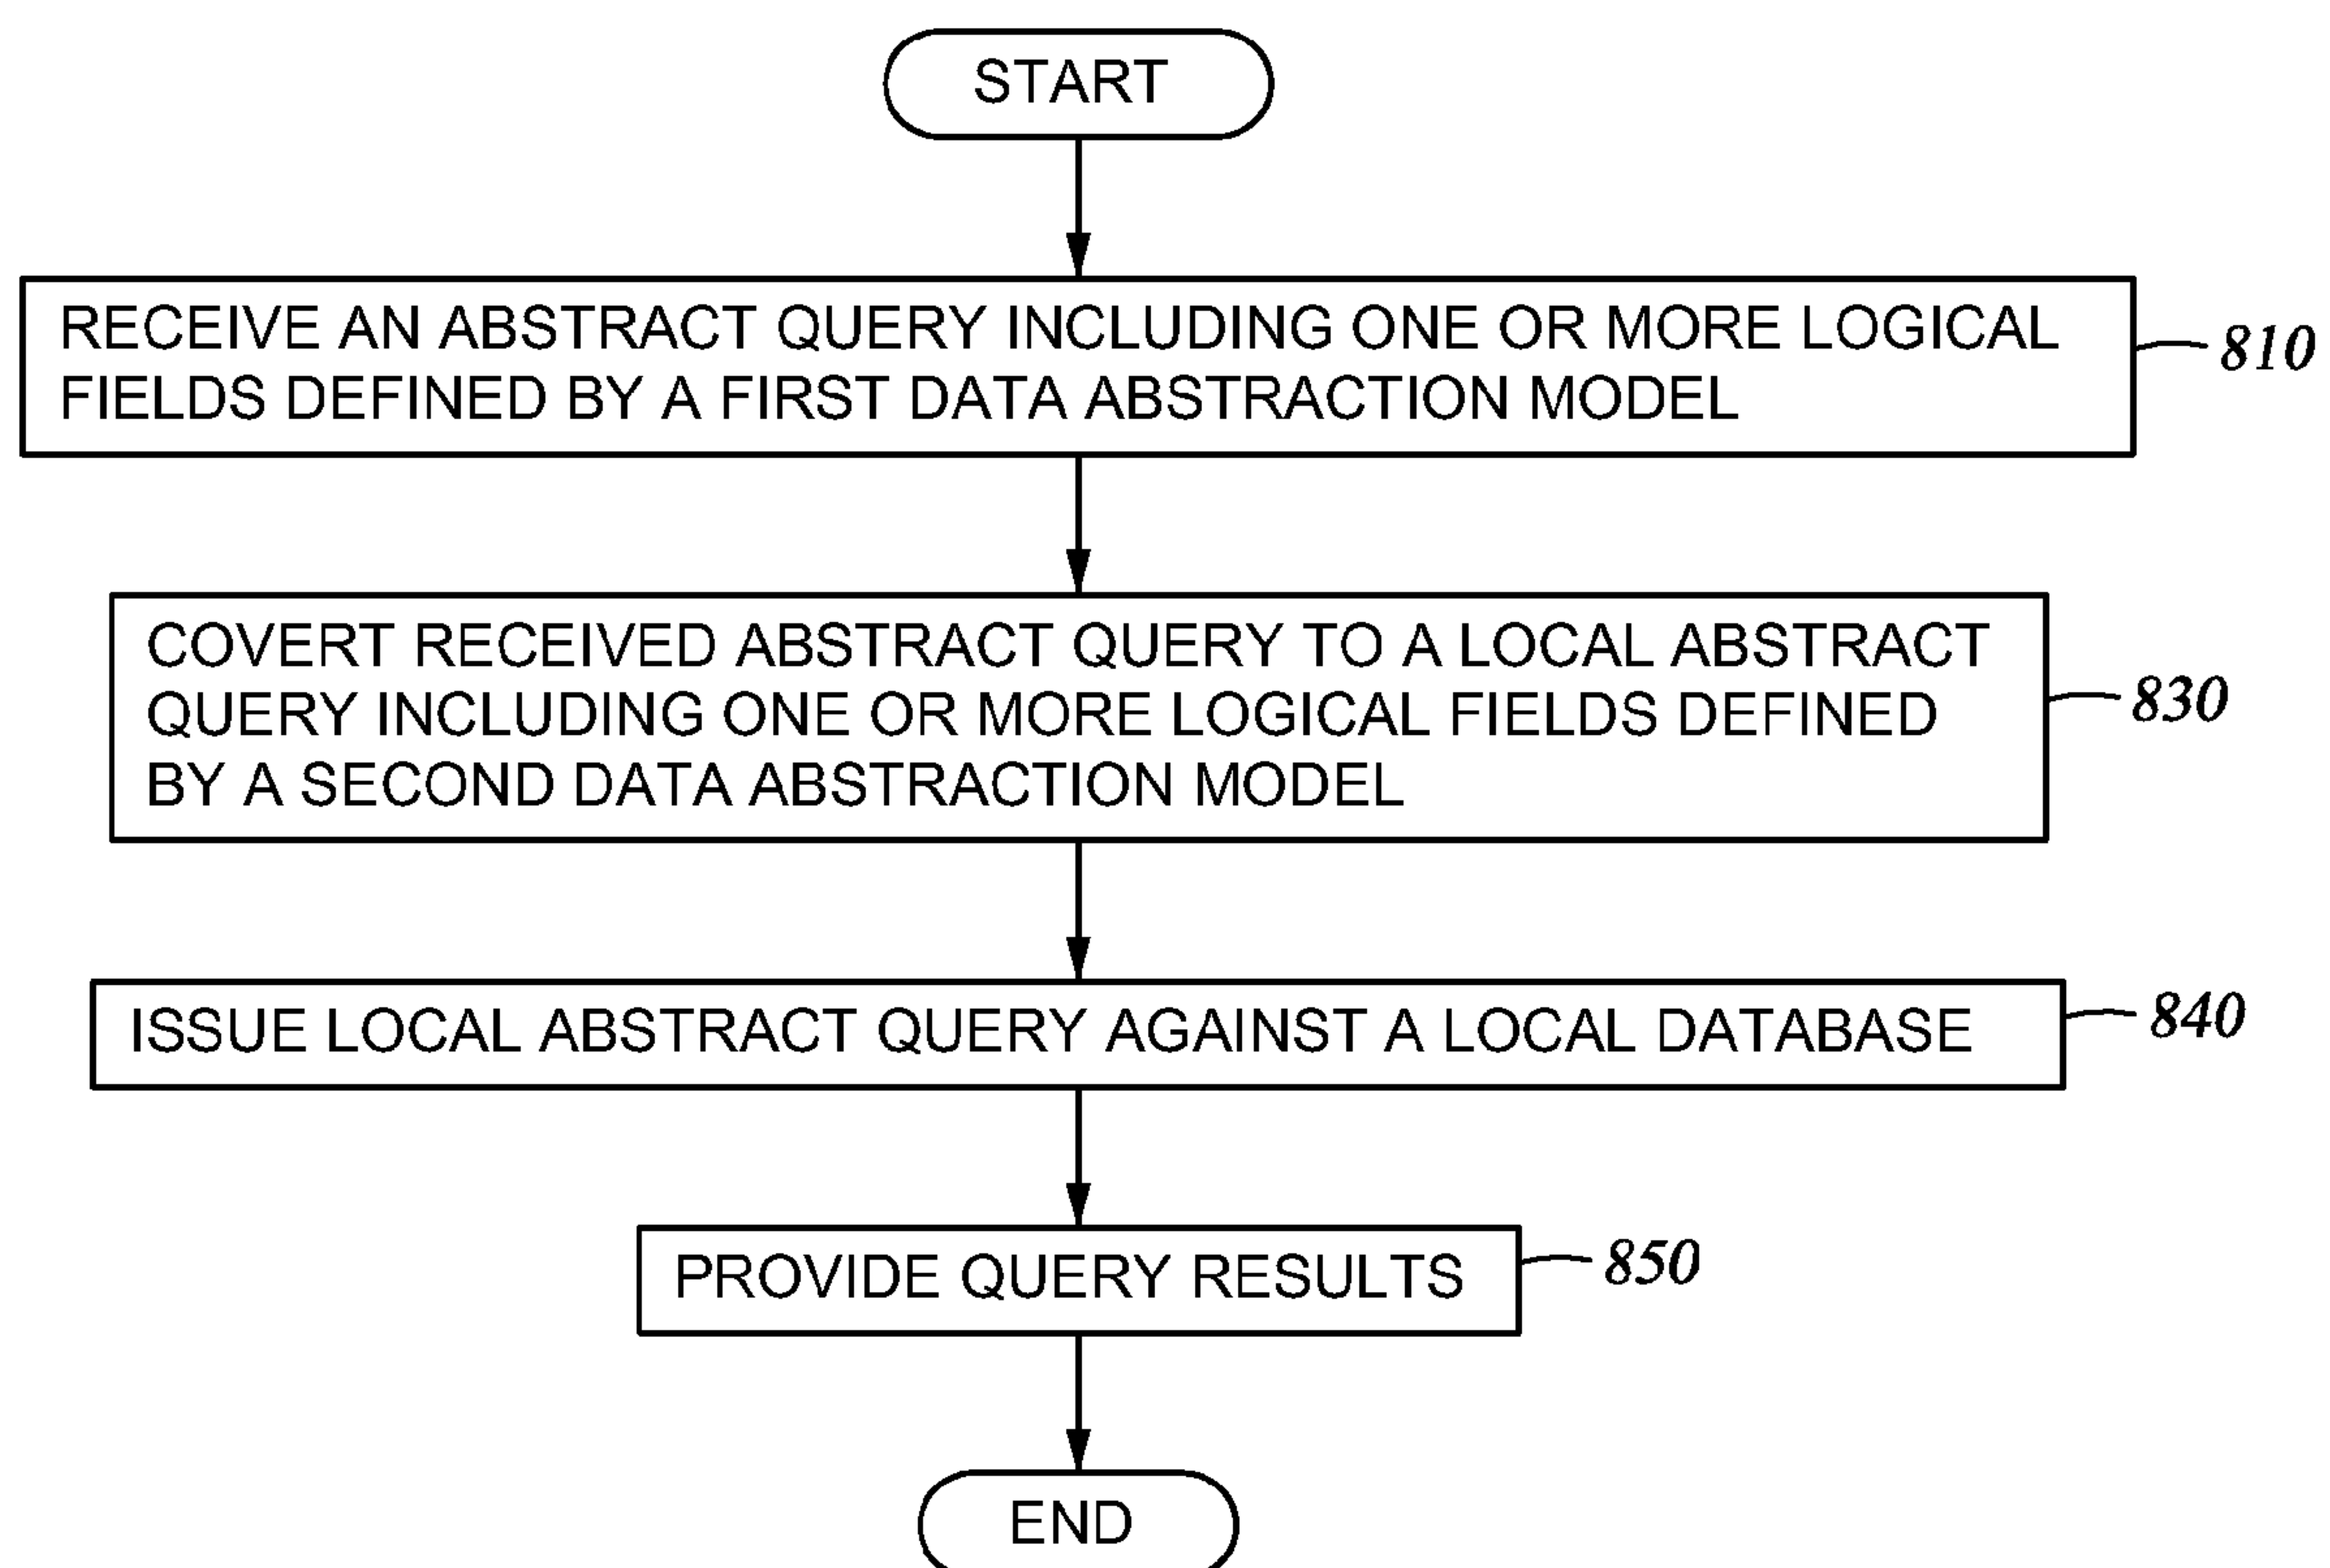 START
RECEIVE AN ABSTRACT QUERY INCLUDING ONE OR MORE LOGICAL
FIELDS DEFINED BY A FIRST DATA ABSTRACTION MODEL
810
COVERT RECEIVED ABSTRACT QUERY TO A LOCAL ABSTRACT
QUERY INCLUDING ONE OR MORE LOGICAL FIELDS DEFINED
BY A SECOND DATA ABSTRACTION MODEL
830
ISSUE LOCAL ABSTRACT QUERY AGAINST A LOCAL DATABASE
840
PROVIDE QUERY RESULTS
850
END